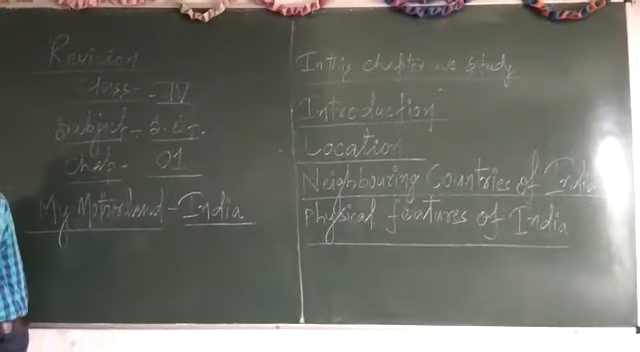 Revision
Class - IV
Subject - S.St.
Chap - 01
My Motherland - India
In this chapter we study
Introduction
Location
Neighbouring Countries of India
physical features of India